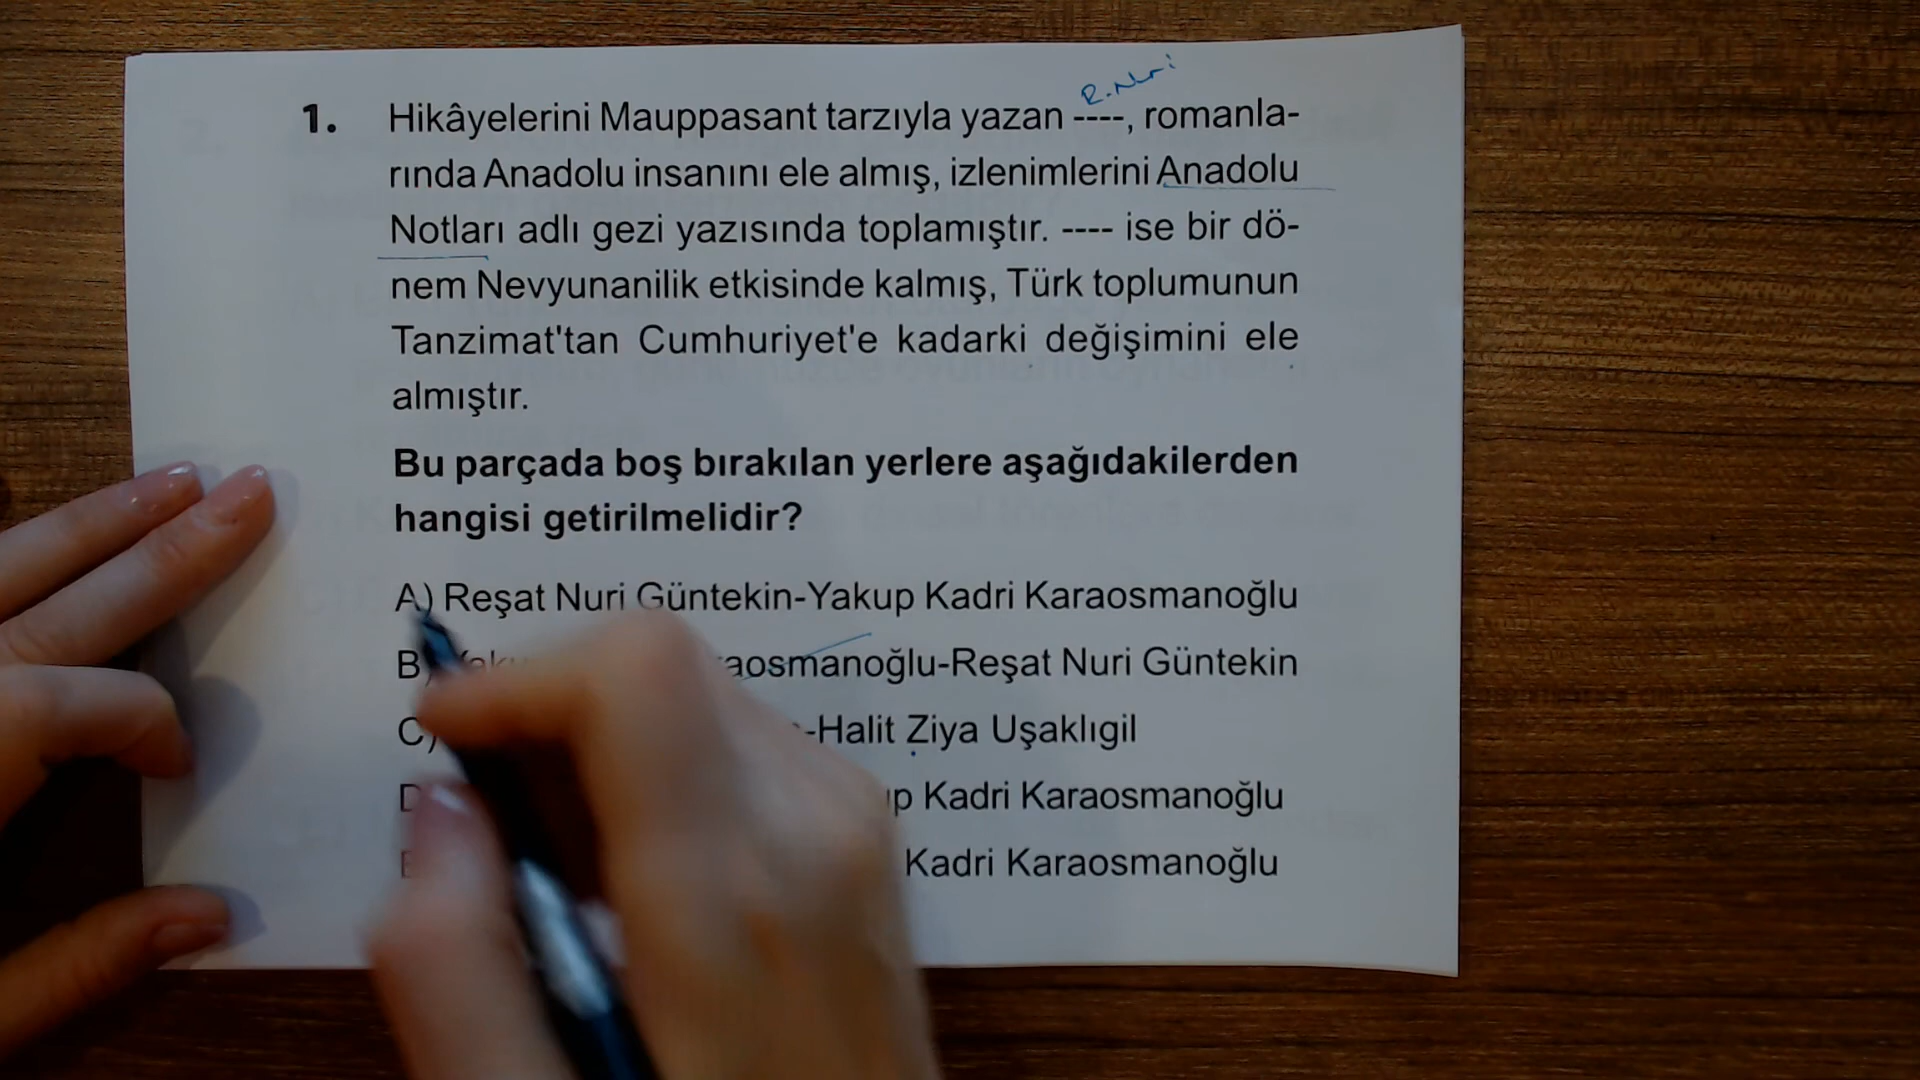 R. Nuri
1. Hikâyelerini Mauppasant tarzıyla yazan ----, romanla-
rında Anadolu insanını ele almış, izlenimlerini Anadolu
Notları adlı gezi yazısında toplamıştır. ---- ise bir dö-
nem Nevyunanilik etkisinde kalmış, Türk toplumunun
Tanzimat'tan Cumhuriyet'e kadarki değişimini ele
almıştır.
Bu parçada boş bırakılan yerlere aşağıdakilerden
hangisi getirilmelidir?
A) Reşat Nuri Güntekin-Yakup Kadri Karaosmanoğlu
B) aosmanoğlu-Reşat Nuri Güntekin
C) -Halit Ziya Uşaklıgil
p Kadri Karaosmanoğlu
Kadri Karaosmanoğlu